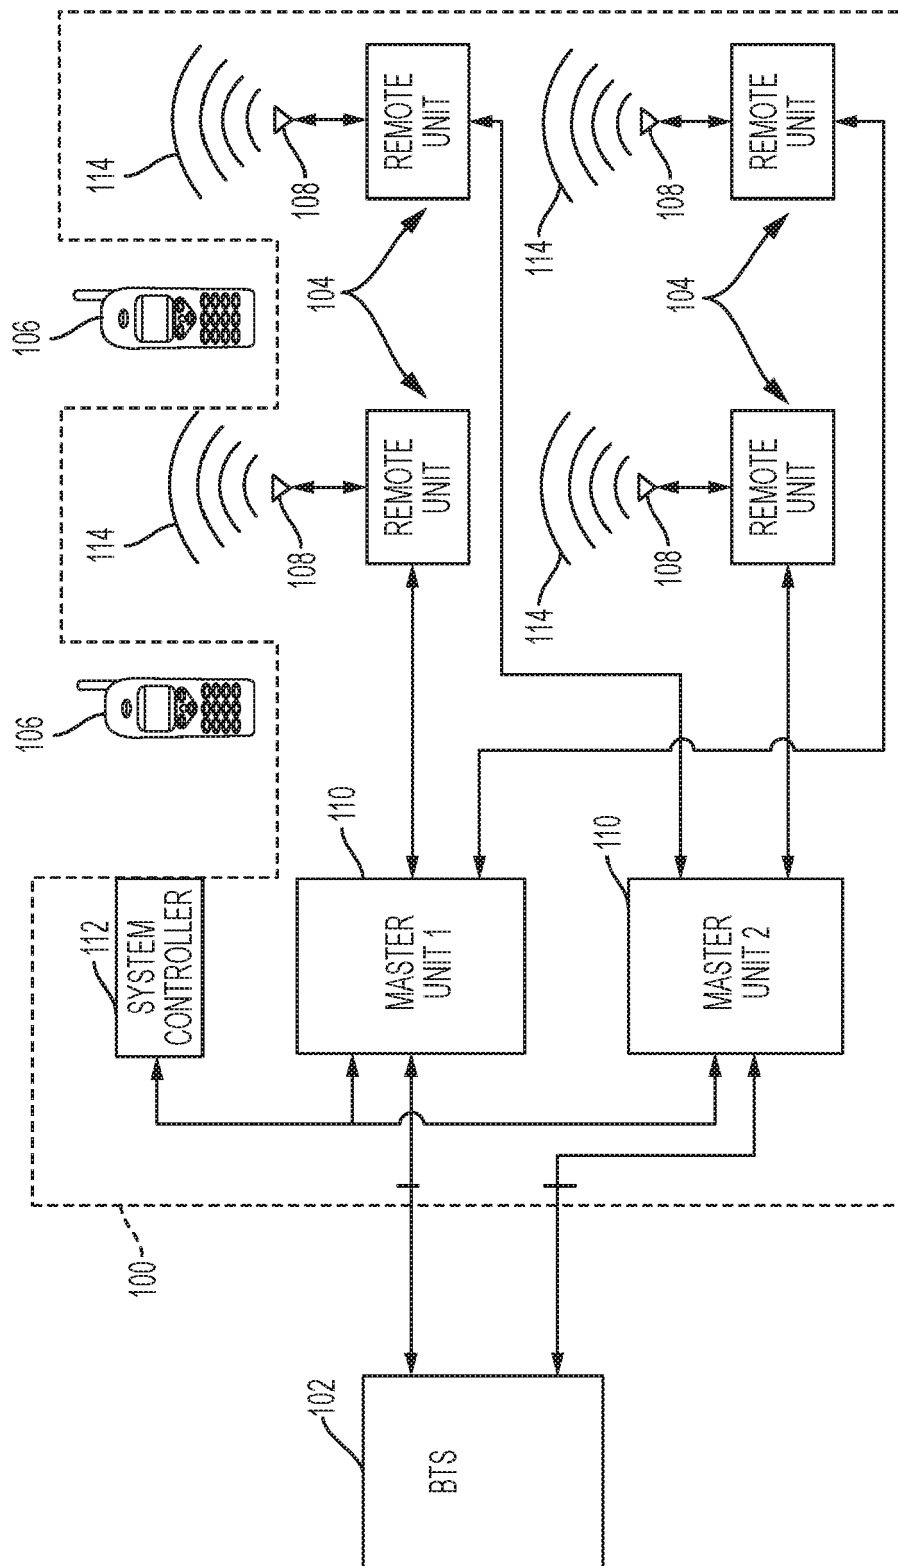 102
BTS
100
112
SYSTEM
CONTROLLER
110
MASTER
UNIT 1
110
MASTER
UNIT 2
106
106
114
108
REMOTE
UNIT
104
114
108
REMOTE
UNIT
114
108
REMOTE
UNIT
104
114
108
REMOTE
UNIT